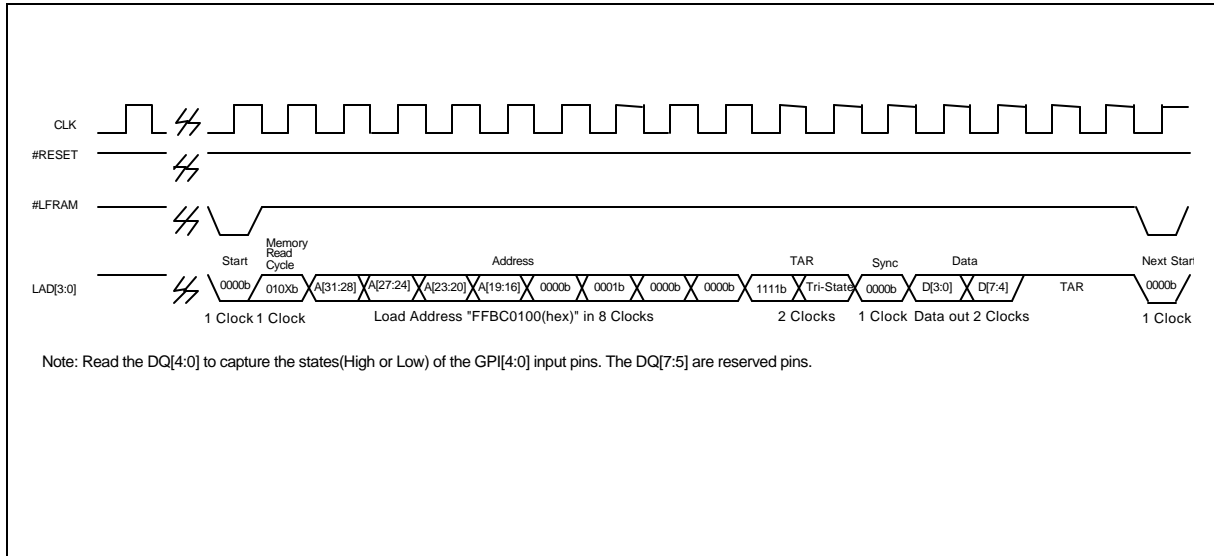 CLK
#RESET
#LFRAM
Memory
Read
Cycle
Start
Address
TAR
Sync
Data
Next Start
LAD[3:0]
0000b
010Xb
A[31:28]
A[27:24]
A[23:20]
A[19:16]
0000b
0001b
0000b
0000b
1111b
Tri-State
0000b
D[3:0]
D[7:4]
TAR
0000b
1 Clock
1 Clock
Load Address "FFBC0100(hex)" in 8 Clocks
2 Clocks
1 Clock
Data out 2 Clocks
1 Clock
Note: Read the DQ[4:0] to capture the states(High or Low) of the GPI[4:0] input pins. The DQ[7:5] are reserved pins.